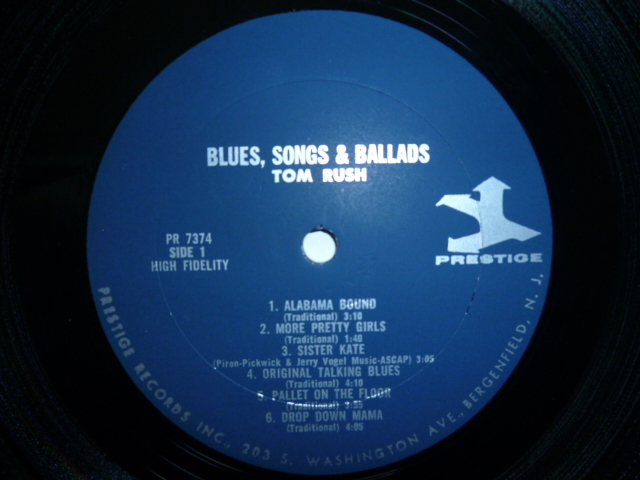 BLUES, SONGS & BALLADS
TOM RUSH
PRESTIGE
PR 7374
SIDE 1
HIGH FIDELITY
1. ALABAMA BOUND
(Traditional) 3:10
2. MORE PRETTY GIRLS
(Traditional) 1:40
3. SISTER KATE
(Piron-Pickwick & Jerry Vogel Music-ASCAP) 3:05
4. ORIGINAL TALKING BLUES
(Traditional) 4:10
5. PALLET ON THE FLOOR
(Traditional)
6. DROP DOWN MAMA
(Traditional) 4:05
PRESTIGE RECORDS INC., 203 S. WASHINGTON AVE., BERGENFIELD, N. J.